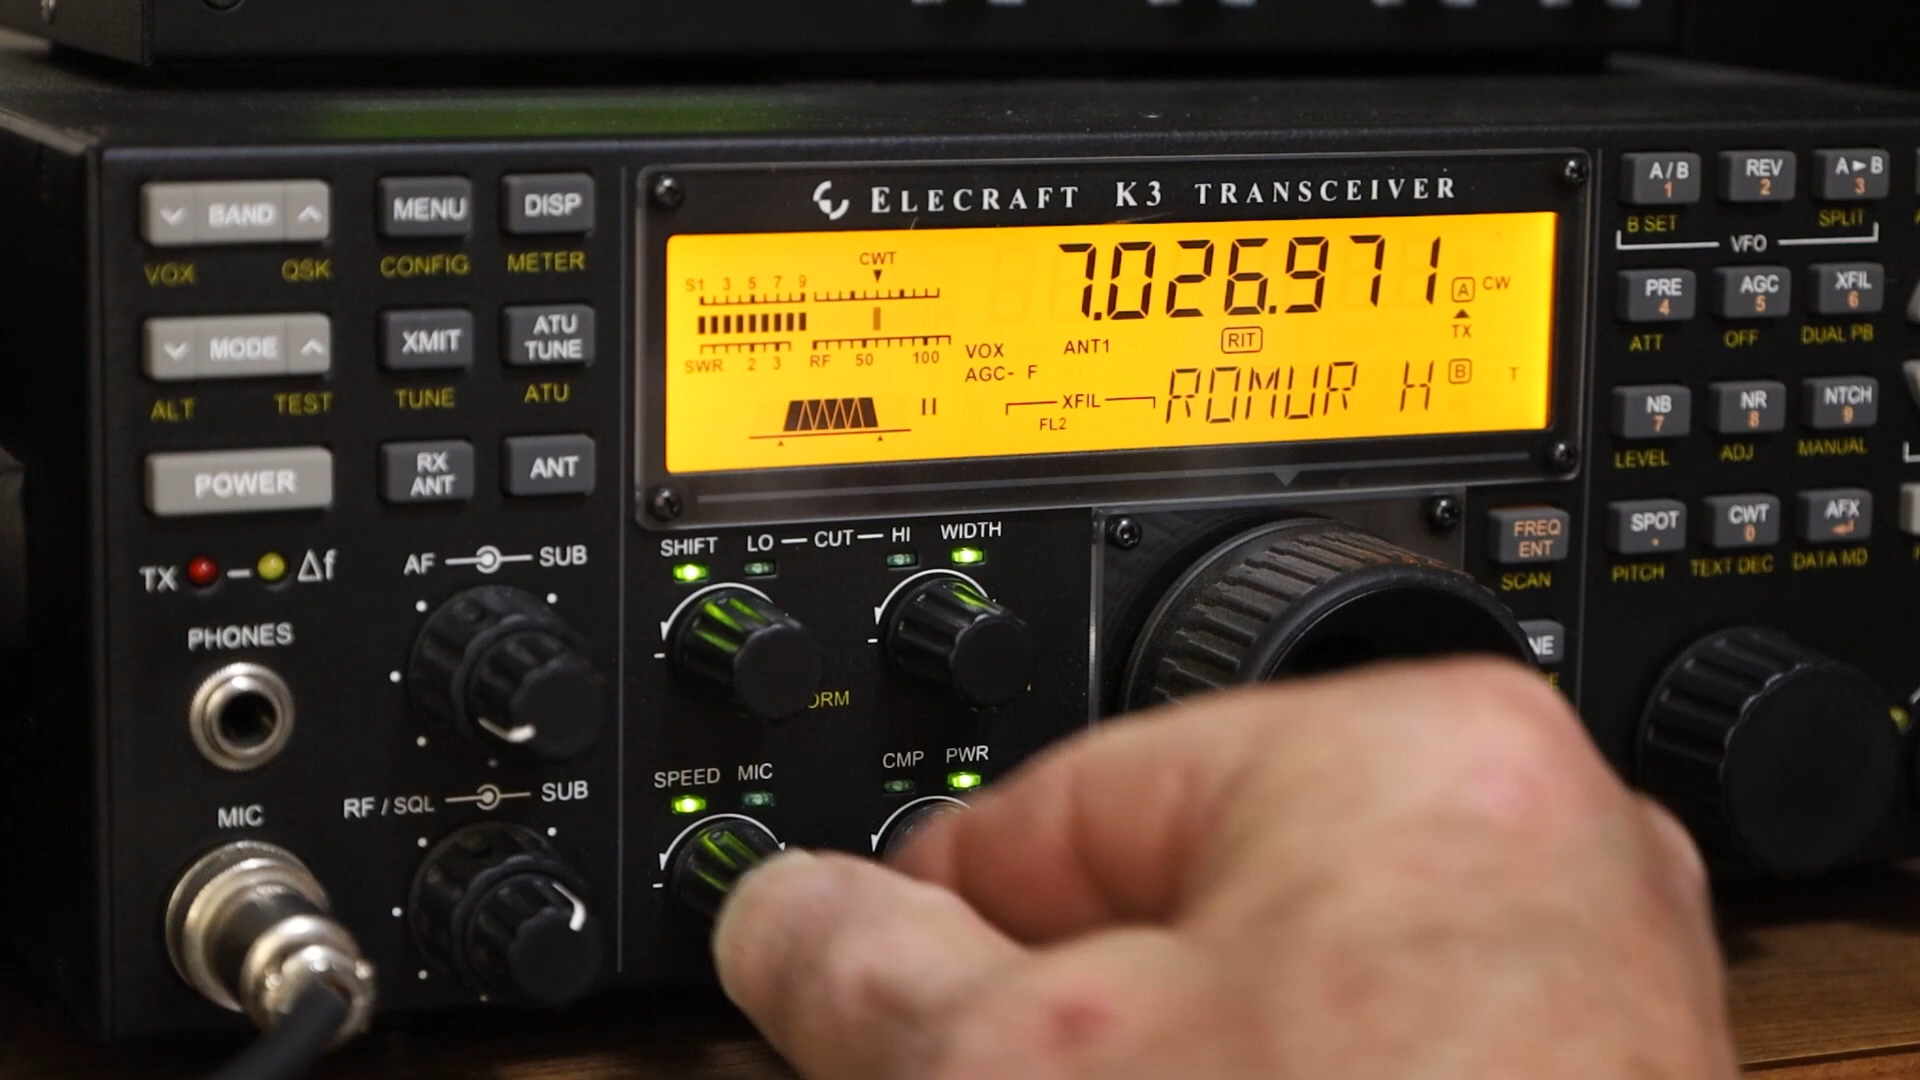 ELECRAFT K3 TRANSCEIVER
BAND
VOX QSK
MENU
CONFIG
DISP
METER
MODE
ALT TEST
XMIT
TUNE
ATU
TUNE
ATU
POWER
RX
ANT
ANT
TX Δf
PHONES
MIC
AF SUB
RF / SQL SUB
S1 3 5 7 9
CWT
SWR 2 3 RF 50 100
7.026.971
A CW
TX
VOX ANT1 RIT
AGC- F
XFIL
FL2
ROMUR H
B T
SHIFT LO CUT HI WIDTH
SPEED MIC
CMP PWR
A/B
1
B SET
REV
2
A►B
3
SPLIT
VFO
PRE
4
ATT
AGC
5
OFF
XFIL
6
DUAL PB
NB
7
LEVEL
NR
8
ADJ
NTCH
9
MANUAL
FREQ
ENT
SCAN
SPOT
.
PITCH
CWT
0
TEXT DEC
AFX
DATA MD